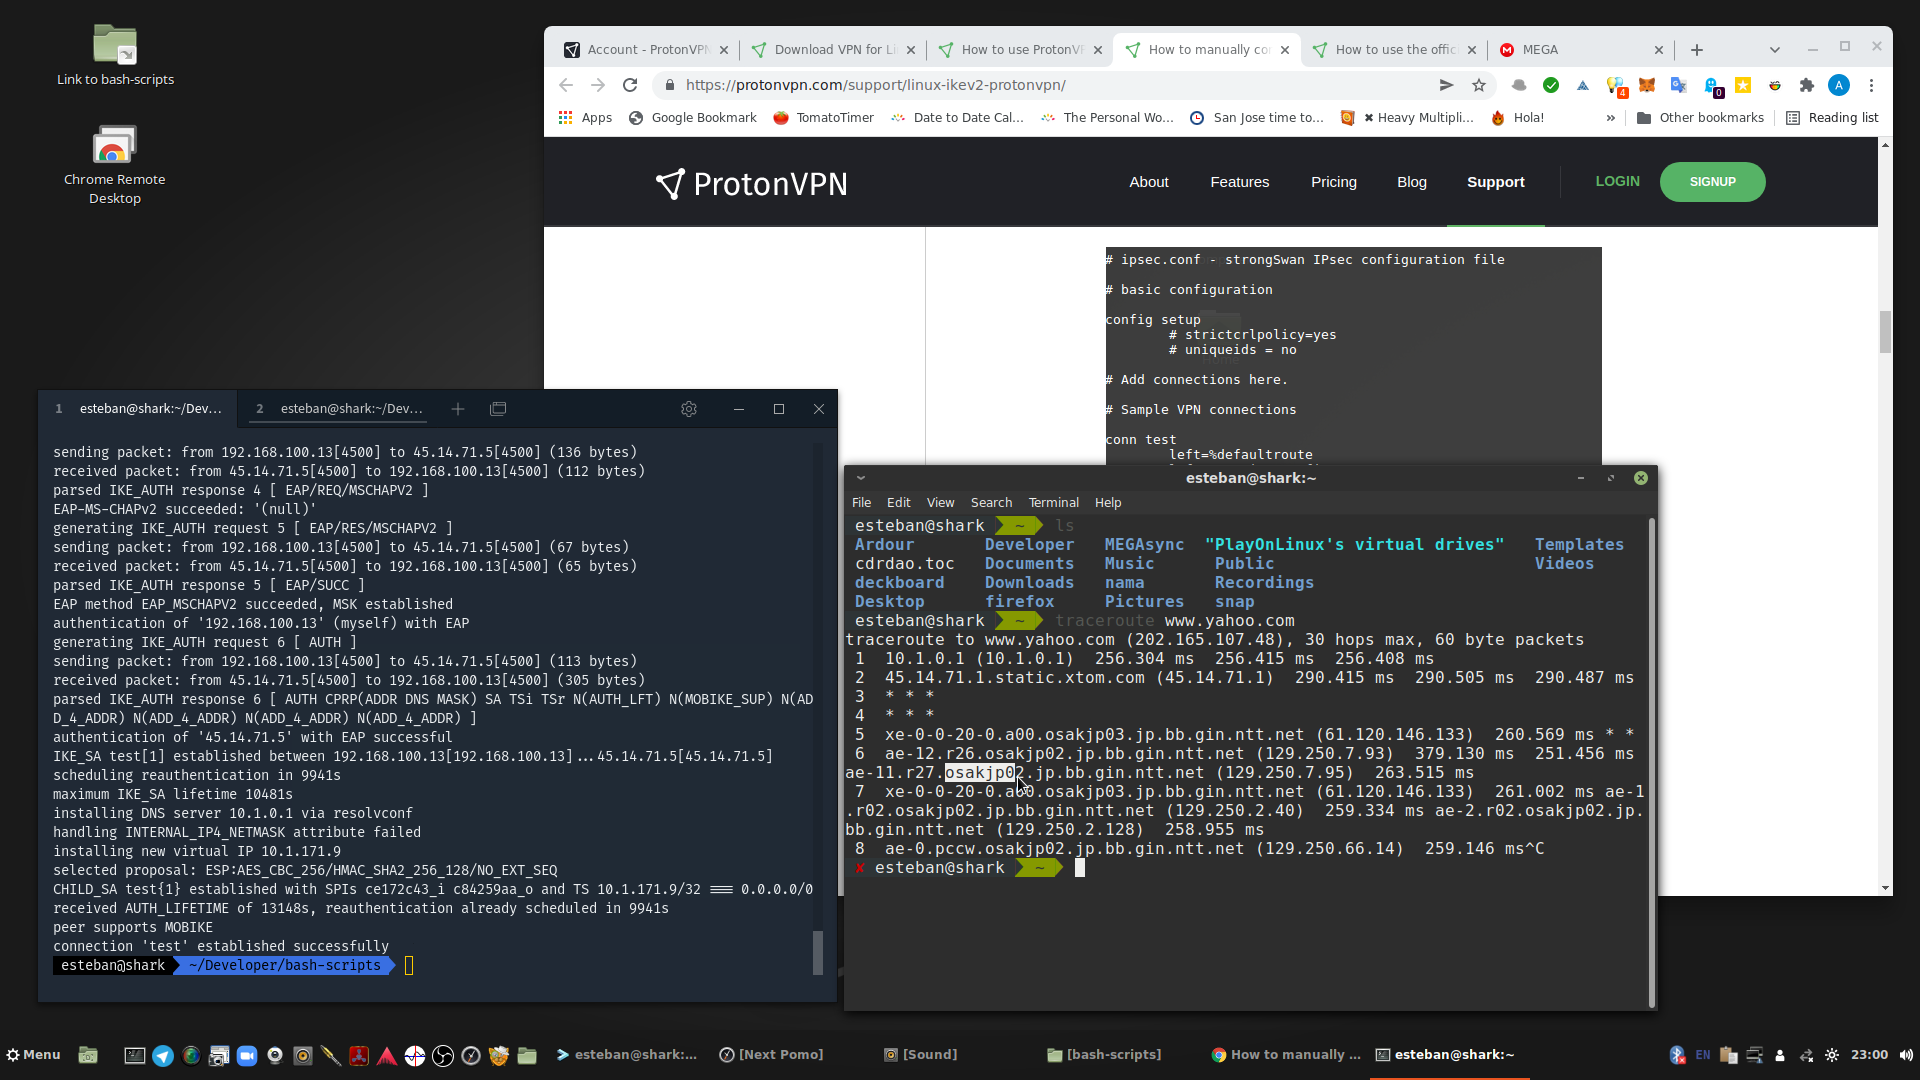 Link to bash-scripts
Chrome Remote
Desktop
Account - ProtonVPN
Download VPN for Li
How to use ProtonVP
How to manually co
How to use the offic
MEGA
https://protonvpn.com/support/linux-ikev2-protonvpn/
4
0
A
Apps
Google Bookmark
TomatoTimer
Date to Date Cal...
The Personal Wo...
San Jose time to...
✖ Heavy Multipli...
Hola!
»
Other bookmarks
Reading list
ProtonVPN
About
Features
Pricing
Blog
Support
LOGIN
SIGNUP
# ipsec.conf - strongSwan IPsec configuration file
# basic configuration
config setup
# strictcrlpolicy=yes
# uniqueids = no
# Add connections here.
# Sample VPN connections
conn test
left=%defaultroute
1 esteban@shark:~/Dev...
2 esteban@shark:~/Dev...
sending packet: from 192.168.100.13[4500] to 45.14.71.5[4500] (136 bytes)
received packet: from 45.14.71.5[4500] to 192.168.100.13[4500] (112 bytes)
parsed IKE_AUTH response 4 [ EAP/REQ/MSCHAPV2 ]
EAP-MS-CHAPv2 succeeded: '(null)'
generating IKE_AUTH request 5 [ EAP/RES/MSCHAPV2 ]
sending packet: from 192.168.100.13[4500] to 45.14.71.5[4500] (67 bytes)
received packet: from 45.14.71.5[4500] to 192.168.100.13[4500] (65 bytes)
parsed IKE_AUTH response 5 [ EAP/SUCC ]
EAP method EAP_MSCHAPV2 succeeded, MSK established
authentication of '192.168.100.13' (myself) with EAP
generating IKE_AUTH request 6 [ AUTH ]
sending packet: from 192.168.100.13[4500] to 45.14.71.5[4500] (113 bytes)
received packet: from 45.14.71.5[4500] to 192.168.100.13[4500] (305 bytes)
parsed IKE_AUTH response 6 [ AUTH CPRP(ADDR DNS MASK) SA TSi TSr N(AUTH_LFT) N(MOBIKE_SUP) N(AD
D_4_ADDR) N(ADD_4_ADDR) N(ADD_4_ADDR) N(ADD_4_ADDR) ]
authentication of '45.14.71.5' with EAP successful
IKE_SA test[1] established between 192.168.100.13[192.168.100.13]...45.14.71.5[45.14.71.5]
scheduling reauthentication in 9941s
maximum IKE_SA lifetime 10481s
installing DNS server 10.1.0.1 via resolvconf
handling INTERNAL_IP4_NETMASK attribute failed
installing new virtual IP 10.1.171.9
selected proposal: ESP:AES_CBC_256/HMAC_SHA2_256_128/NO_EXT_SEQ
CHILD_SA test{1} established with SPIs ce172c43_i c84259aa_o and TS 10.1.171.9/32 === 0.0.0.0/0
received AUTH_LIFETIME of 13148s, reauthentication already scheduled in 9941s
peer supports MOBIKE
connection 'test' established successfully
esteban@shark ~/Developer/bash-scripts
esteban@shark:~
File Edit View Search Terminal Help
esteban@shark ~ ls
Ardour Developer MEGAsync "PlayOnLinux's virtual drives" Templates
cdrdao.toc Documents Music Public Videos
deckboard Downloads nama Recordings
Desktop firefox Pictures snap
esteban@shark ~ traceroute www.yahoo.com
traceroute to www.yahoo.com (202.165.107.48), 30 hops max, 60 byte packets
1 10.1.0.1 (10.1.0.1) 256.304 ms 256.415 ms 256.408 ms
2 45.14.71.1.static.xtom.com (45.14.71.1) 290.415 ms 290.505 ms 290.487 ms
3 * * *
4 * * *
5 xe-0-0-20-0.a00.osakjp03.jp.bb.gin.ntt.net (61.120.146.133) 260.569 ms * *
6 ae-12.r26.osakjp02.jp.bb.gin.ntt.net (129.250.7.93) 379.130 ms 251.456 ms
ae-11.r27.osakjp02.jp.bb.gin.ntt.net (129.250.7.95) 263.515 ms
7 xe-0-0-20-0.a00.osakjp03.jp.bb.gin.ntt.net (61.120.146.133) 261.002 ms ae-1
.r02.osakjp02.jp.bb.gin.ntt.net (129.250.2.40) 259.334 ms ae-2.r02.osakjp02.jp.
bb.gin.ntt.net (129.250.2.128) 258.955 ms
8 ae-0.pccw.osakjp02.jp.bb.gin.ntt.net (129.250.66.14) 259.146 ms^C
✘ esteban@shark ~
Menu
esteban@shark:...
[Next Pomo]
[Sound]
[bash-scripts]
How to manually ...
esteban@shark:~
EN
23:00